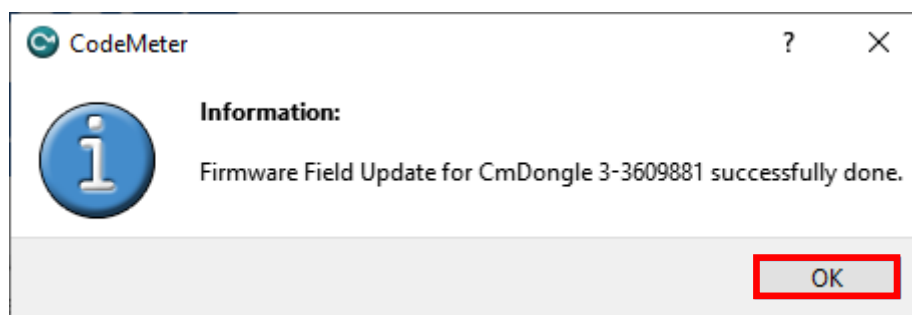 CodeMeter
Information:
Firmware Field Update for CmDongle 3-3609881 successfully done.
OK